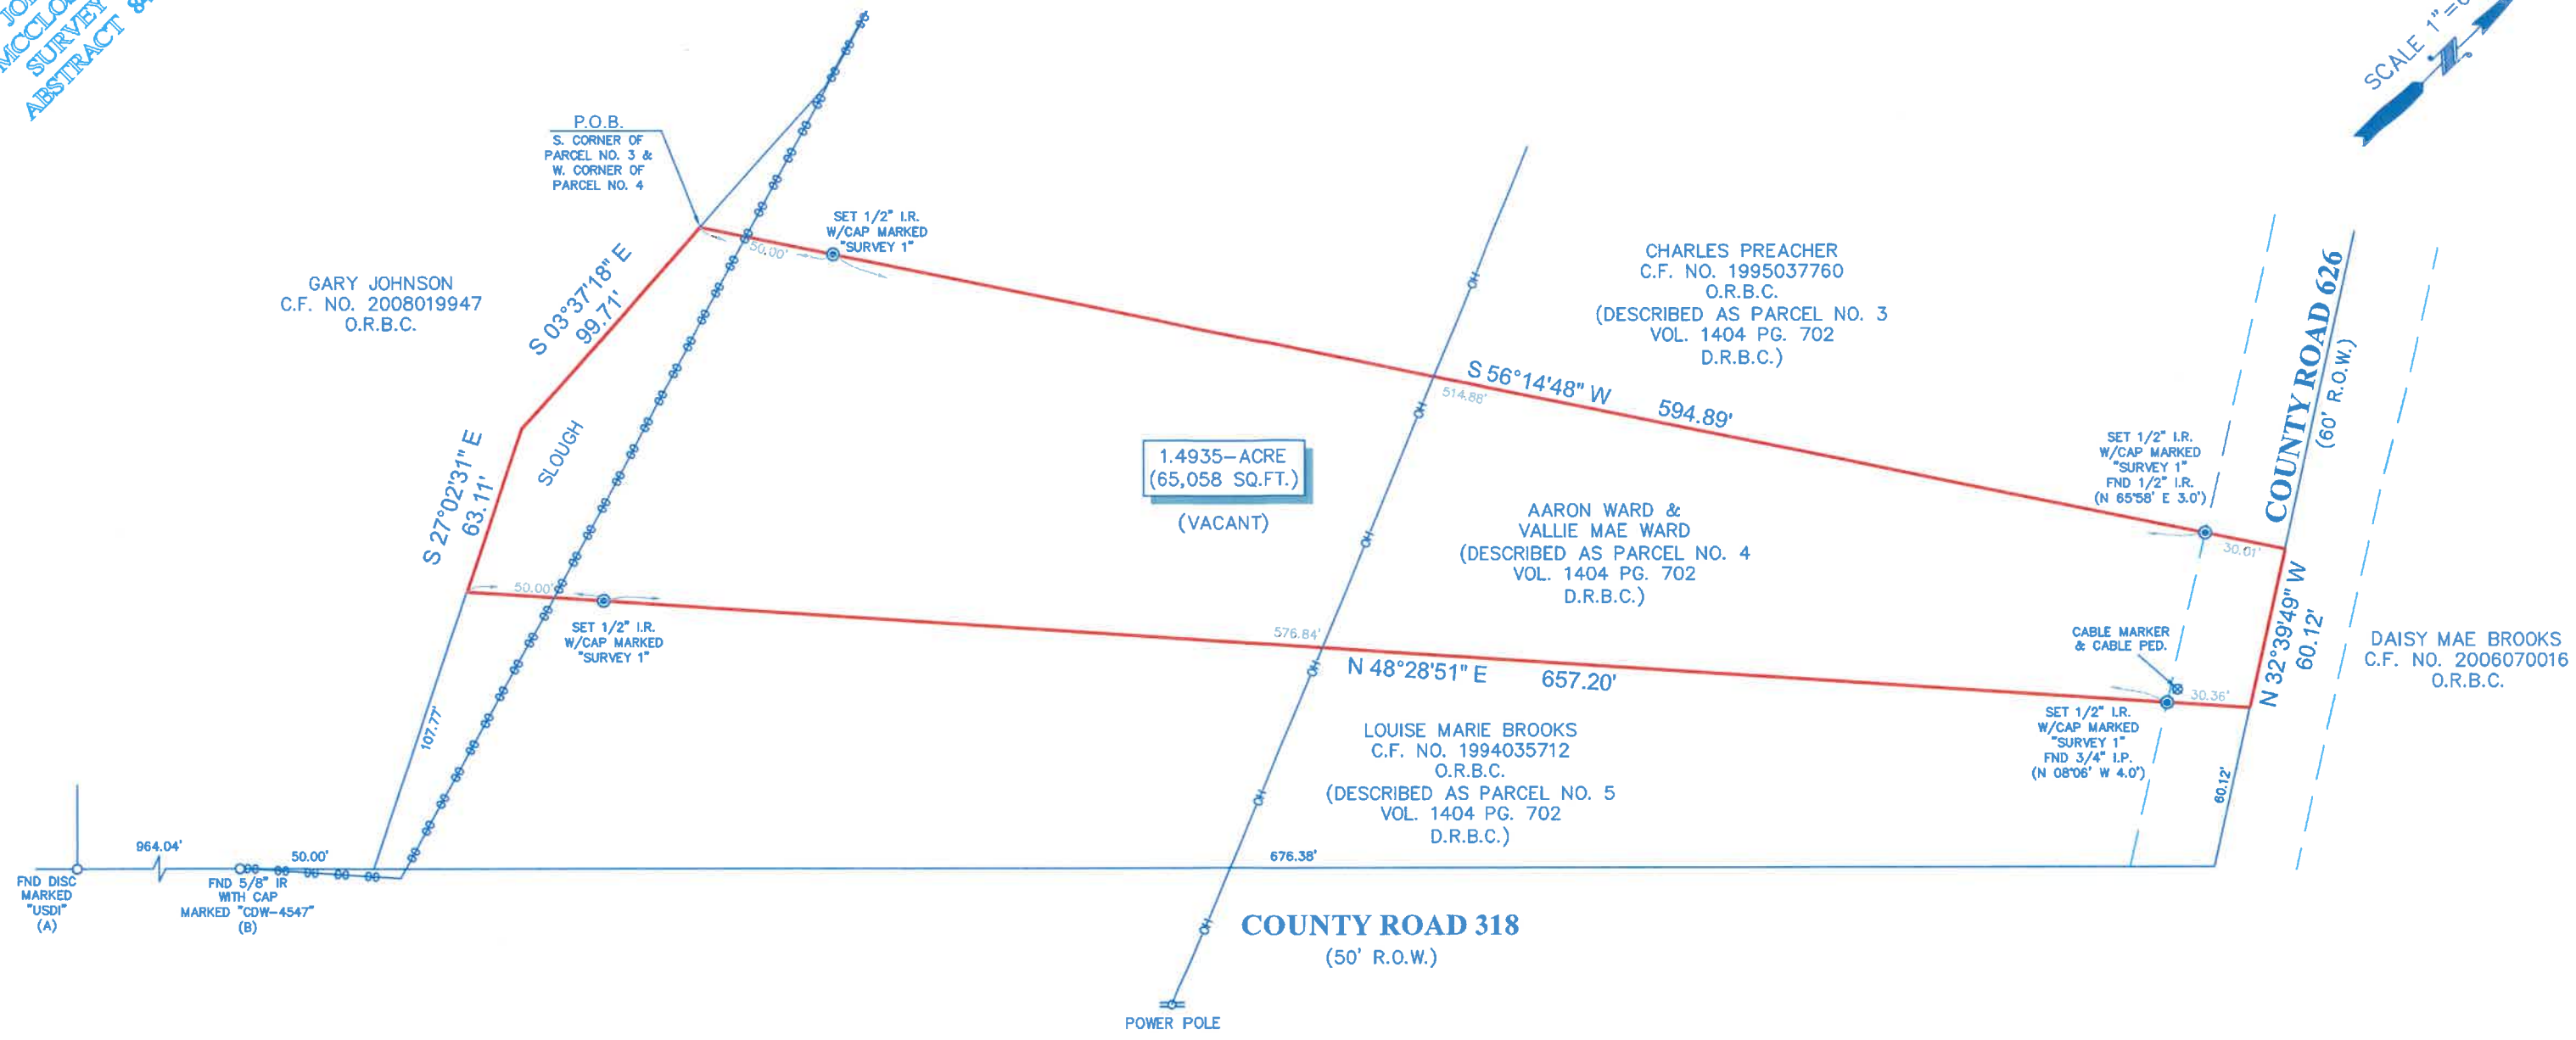 MCCLO
SURVEY
ABSTRACT &
SCALE 1"=6
P.O.B.
S. CORNER OF
PARCEL NO. 3 &
W. CORNER OF
PARCEL NO. 4
SET 1/2" I.R.
W/CAP MARKED
"SURVEY 1"
50.00'
GARY JOHNSON
C.F. NO. 2008019947
O.R.B.C.
S 03°37'18" E
99.71'
CHARLES PREACHER
C.F. NO. 1995037760
O.R.B.C.
(DESCRIBED AS PARCEL NO. 3
VOL. 1404 PG. 702
D.R.B.C.)
COUNTY ROAD 626
(60' R.O.W.)
S 56°14'48" W 594.89'
514.88'
SLOUGH
S 27°02'31" E
63.11'
1.4935-ACRE
(65,058 SQ.FT.)
(VACANT)
AARON WARD &
VALLIE MAE WARD
(DESCRIBED AS PARCEL NO. 4
VOL. 1404 PG. 702
D.R.B.C.)
SET 1/2" I.R.
W/CAP MARKED
"SURVEY 1"
FND 1/2" I.R.
(N 65°58' E 3.0')
30.01'
N 32°39'49" W
60.12'
DAISY MAE BROOKS
C.F. NO. 2006070016
O.R.B.C.
50.00'
SET 1/2" I.R.
W/CAP MARKED
"SURVEY 1"
576.84'
N 48°28'51" E 657.20'
CABLE MARKER
& CABLE PED.
30.36'
SET 1/2" I.R.
W/CAP MARKED
"SURVEY 1"
FND 3/4" I.P.
(N 08°06' W 4.0')
LOUISE MARIE BROOKS
C.F. NO. 1994035712
O.R.B.C.
(DESCRIBED AS PARCEL NO. 5
VOL. 1404 PG. 702
D.R.B.C.)
107.77'
60.12'
964.04'
50.00'
676.38'
FND DISC
MARKED
"USDI"
(A)
FND 5/8" IR
WITH CAP
MARKED "CDW-4547"
(B)
COUNTY ROAD 318
(50' R.O.W.)
POWER POLE
OH
OH
OH
OH
OH
OH